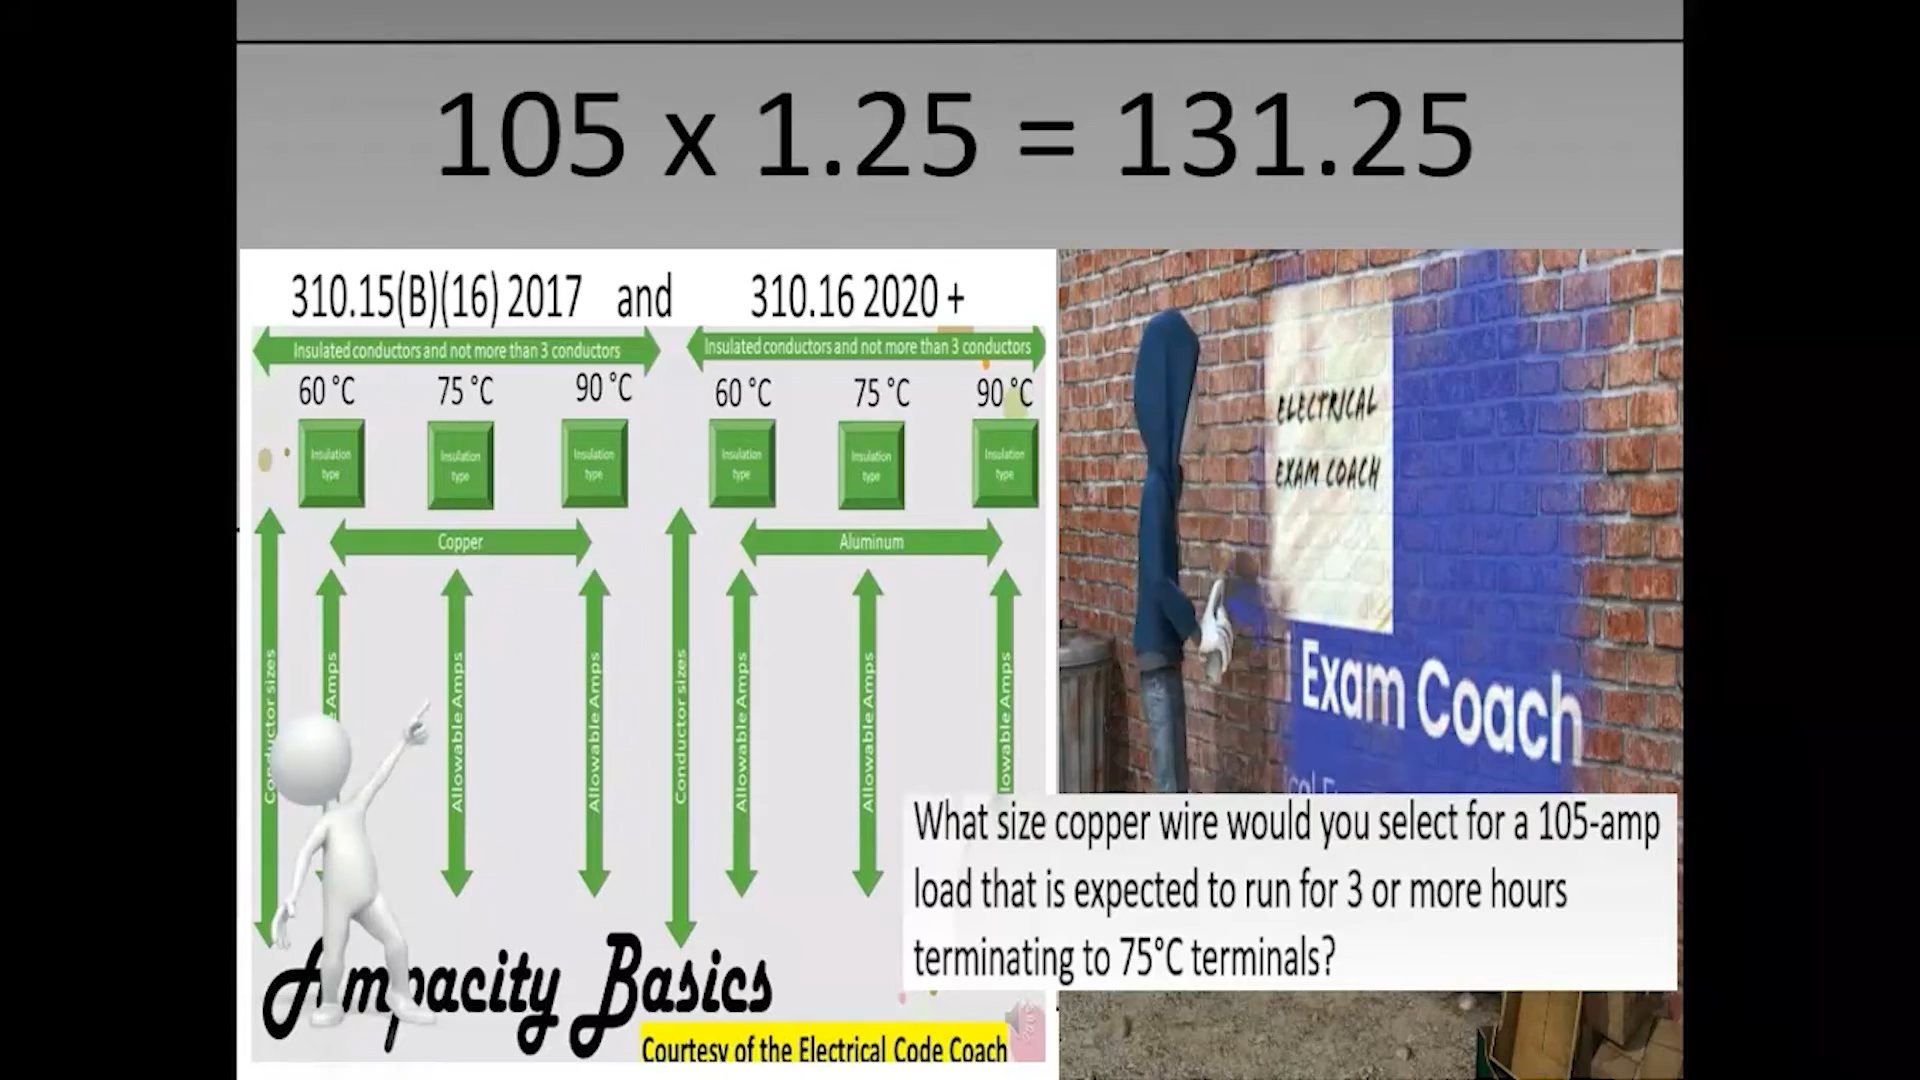 105 x 1.25 = 131.25
310.15(B)(16) 2017 and 310.16 2020 +
Insulated conductors and not more than 3 conductors
Insulated conductors and not more than 3 conductors
60 °C 75 °C 90 °C 60 °C 75 °C 90 °C
Insulation type
Insulation type
Insulation type
Insulation type
Insulation type
Insulation type
Copper
Aluminum
Conductor sizes
Amps
Allowable Amps
Allowable Amps
Conductor sizes
Allowable Amps
Allowable Amps
lowable Amps
Ampacity Basics
Courtesy of the Electrical Code Coach
ELECTRICAL
EXAM COACH
Exam Coach
What size copper wire would you select for a 105-amp
load that is expected to run for 3 or more hours
terminating to 75°C terminals?